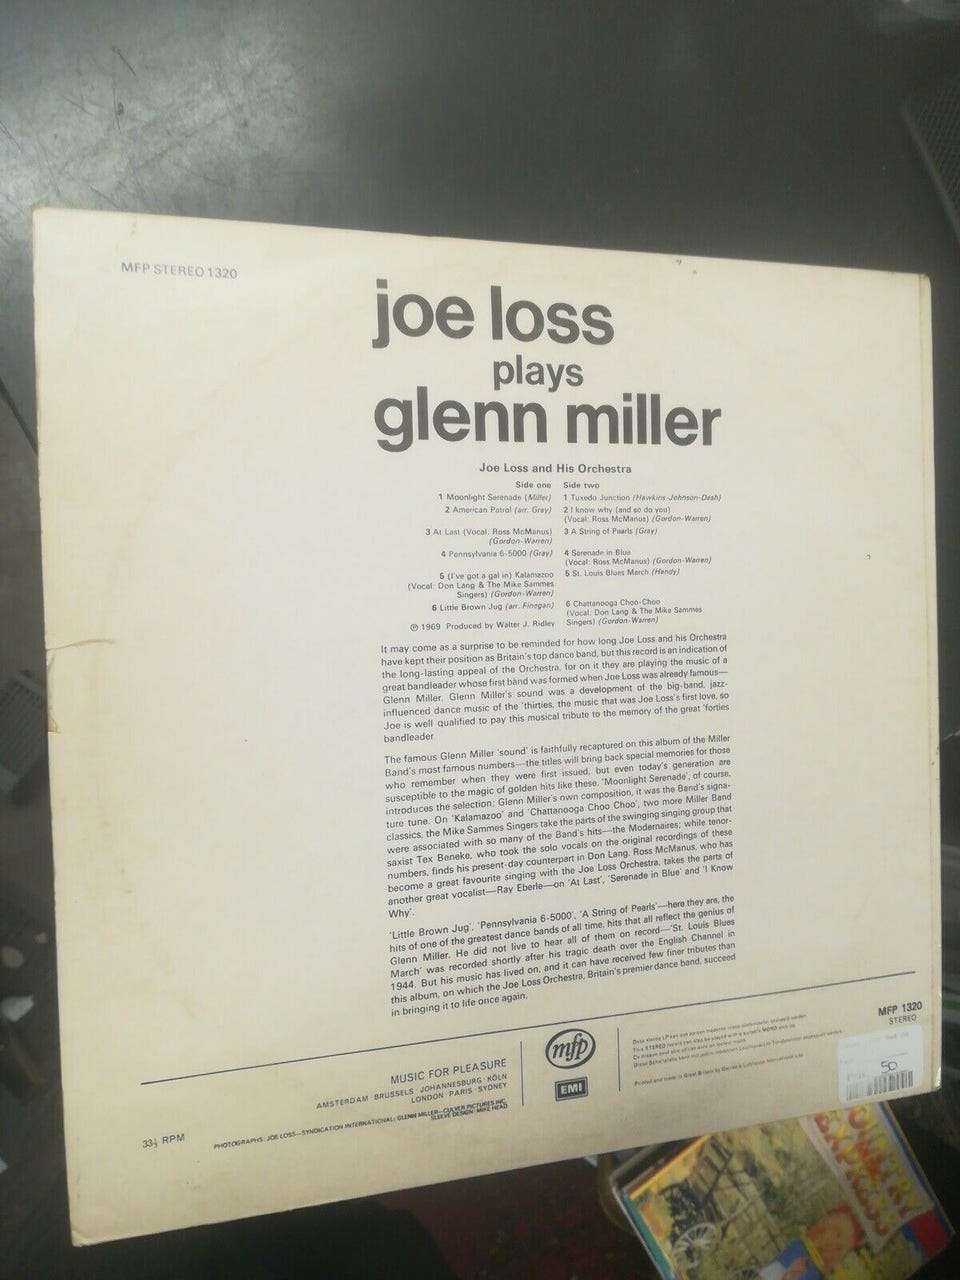 MFP STEREO 1320
joe loss
plays
glenn miller
Joe Loss and His Orchestra
Side one
1 Moonlight Serenade (Miller)
2 American Patrol (arr. Gray)
3 At Last (Vocal: Ross McManus)
(Gordon-Warren)
4 Pennsylvania 6-5000 (Gray)
5 (I've got a gal in) Kalamazoo
(Vocal: Don Lang & The Mike Sammes
Singers) (Gordon-Warren)
6 Little Brown Jug (arr. Finegan)
℗ 1969 Produced by Walter J. Ridley
Side two
1 Tuxedo Junction (Hawkins-Johnson-Dash)
2 I know why (and so do you)
(Vocal: Ross McManus) (Gordon-Warren)
3 A String of Pearls (Gray)
4 Serenade in Blue
(Vocal: Ross McManus) (Gordon-Warren)
5 St. Louis Blues March (Handy)
6 Chattanooga Choo-Choo
(Vocal: Don Lang & The Mike Sammes
Singers) (Gordon-Warren)
It may come as a surprise to be reminded for how long Joe Loss and his Orchestra
have kept their position as Britain's top dance band, but this record is an indication of
the long-lasting appeal of the Orchestra, for on it they are playing the music of a
great bandleader whose first band was formed when Joe Loss was already famous—
Glenn Miller. Glenn Miller's sound was a development of the big-band, jazz-
influenced dance music of the 'thirties, the music that was Joe Loss's first love, so
Joe is well qualified to pay this musical tribute to the memory of the great 'forties
bandleader.
The famous Glenn Miller 'sound' is faithfully recaptured on this album of the Miller
Band's most famous numbers—the titles will bring back special memories for those
who remember when they were first issued, but even today's generation are
susceptible to the magic of golden hits like these. 'Moonlight Serenade', of course,
introduces the selection; Glenn Miller's own composition, it was the Band's signa-
ture tune. On 'Kalamazoo' and 'Chattanooga Choo Choo', two more Miller Band
classics, the Mike Sammes Singers take the parts of the swinging singing group that
were associated with so many of the Band's hits—the Modernaires; while tenor-
saxist Tex Beneke, who took the solo vocals on the original recordings of these
numbers, finds his present-day counterpart in Don Lang. Ross McManus, who has
become a great favourite singing with the Joe Loss Orchestra, takes the parts of
another great vocalist—Ray Eberle—on 'At Last', 'Serenade in Blue' and 'I Know
Why'.
'Little Brown Jug', 'Pennsylvania 6-5000', 'A String of Pearls'—here they are, the
hits of one of the greatest dance bands of all time, hits that all reflect the genius of
Glenn Miller. He did not live to hear all of them on record—'St. Louis Blues
March' was recorded shortly after his tragic death over the English Channel in
1944. But his music has lived on, and it can have received few finer tributes than
this album, on which the Joe Loss Orchestra, Britain's premier dance band, succeed
in bringing it to life once again.
MFP 1320
STEREO
MUSIC FOR PLEASURE
AMSTERDAM · BRUSSELS · JOHANNESBURG · KÖLN
LONDON · PARIS · SYDNEY
PHOTOGRAPHS: JOE LOSS—SYNDICATION INTERNATIONAL; GLENN MILLER—CULVER PICTURES INC.
SLEEVE DESIGN: MIKE HEAD
33⅓ RPM
mfp
EMI
This STEREO record can also be played with a suitable MONO pick-up
Printed and made in Great Britain by
50